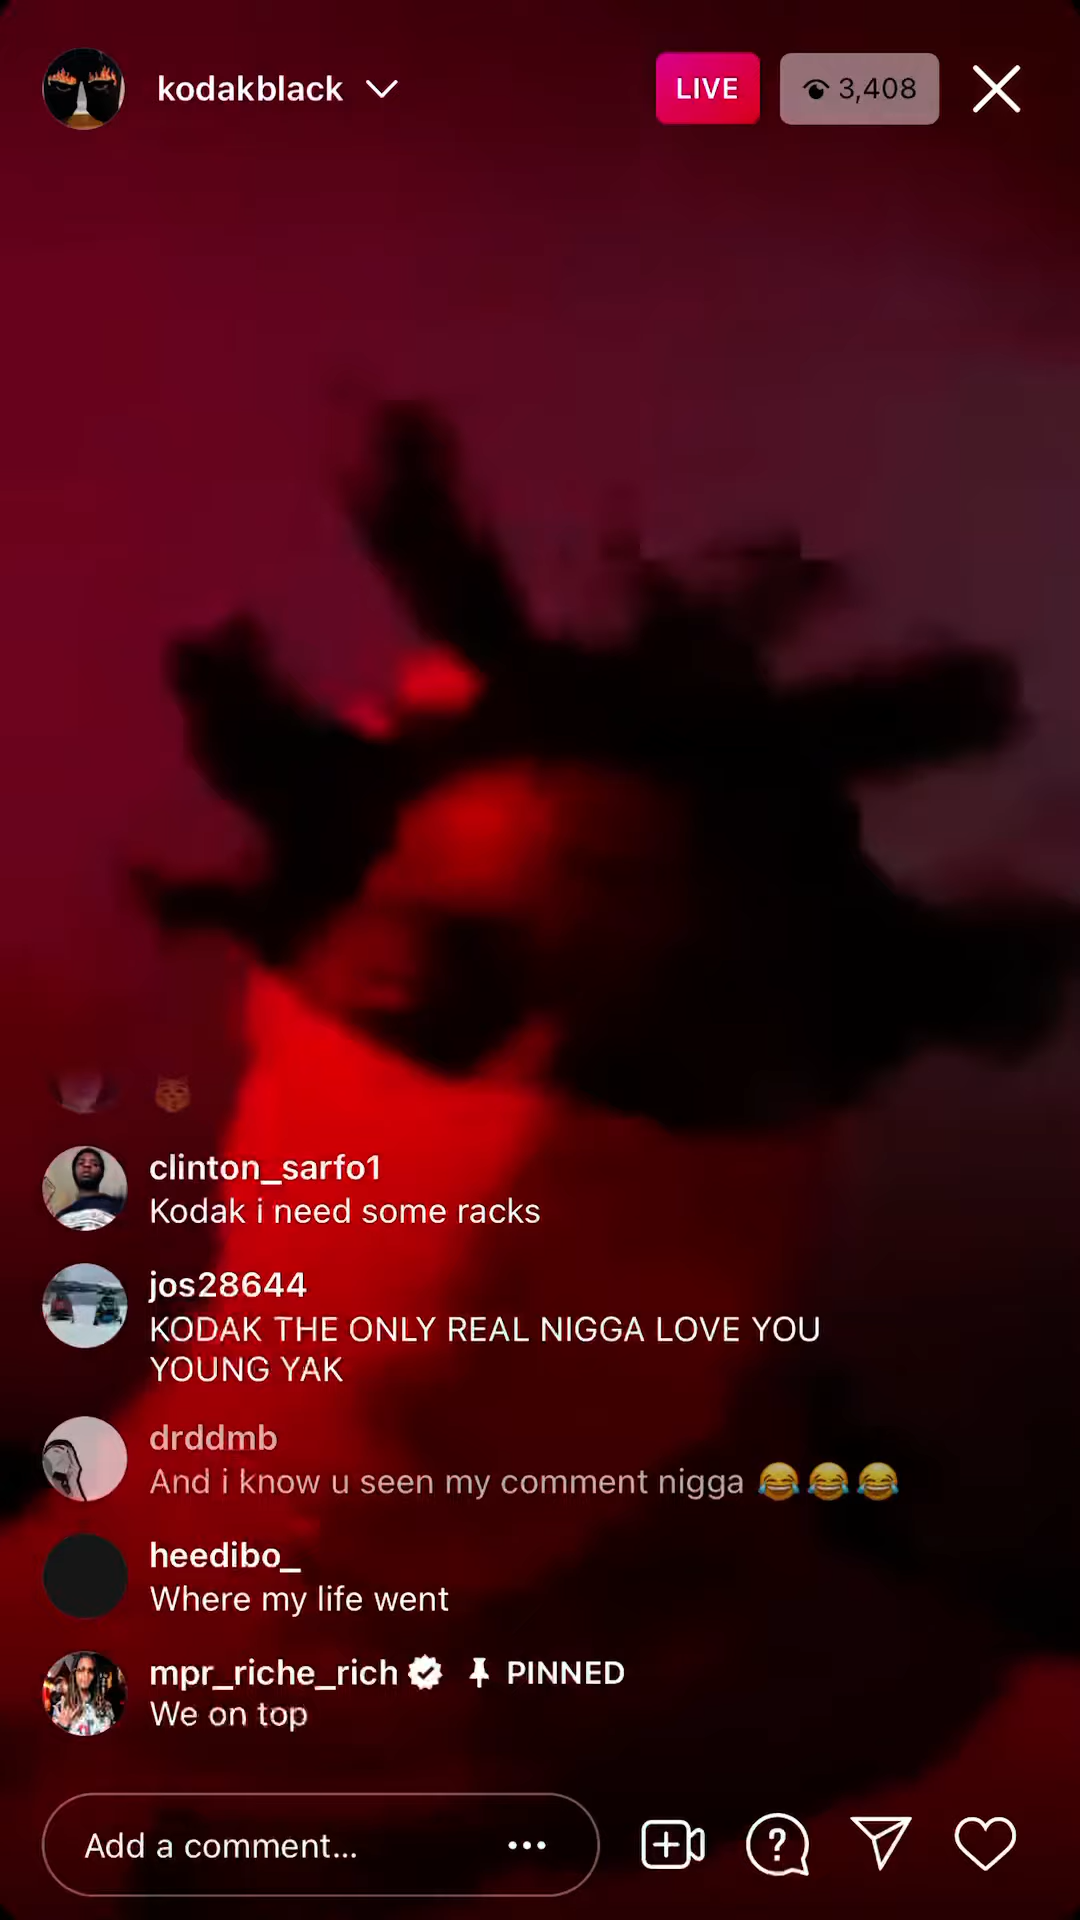 kodakblack
LIVE
3,408
clinton_sarfo1
Kodak i need some racks
jos28644
KODAK THE ONLY REAL NIGGA LOVE YOU
YOUNG YAK
drddmb
And i know u seen my comment nigga 😂😂😂
heedibo_
Where my life went
mpr_riche_rich PINNED
We on top
Add a comment...